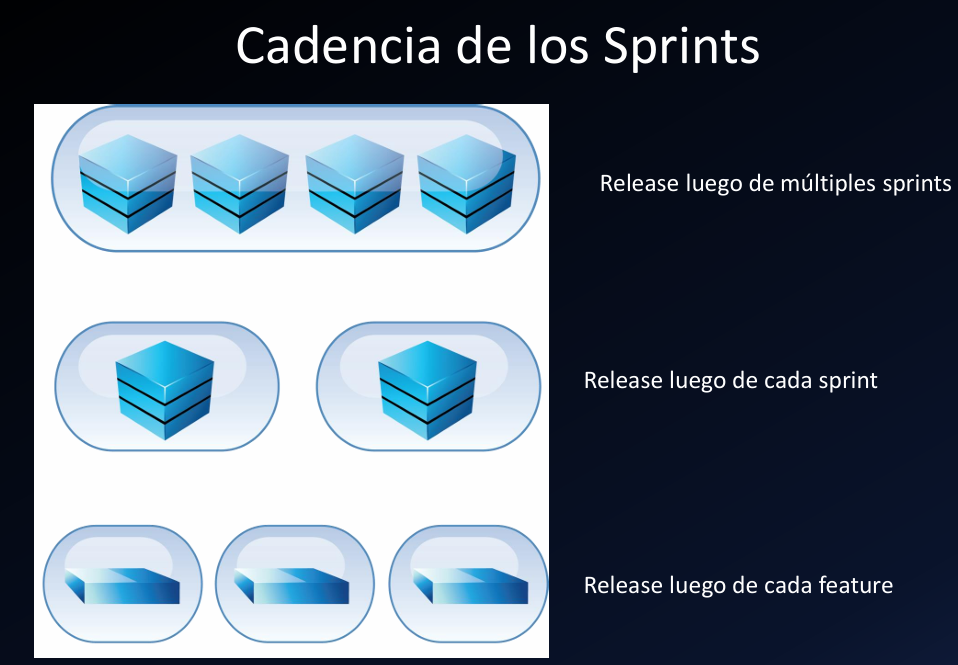 Cadencia de los Sprints
Release luego de múltiples sprints
Release luego de cada sprint
Release luego de cada feature